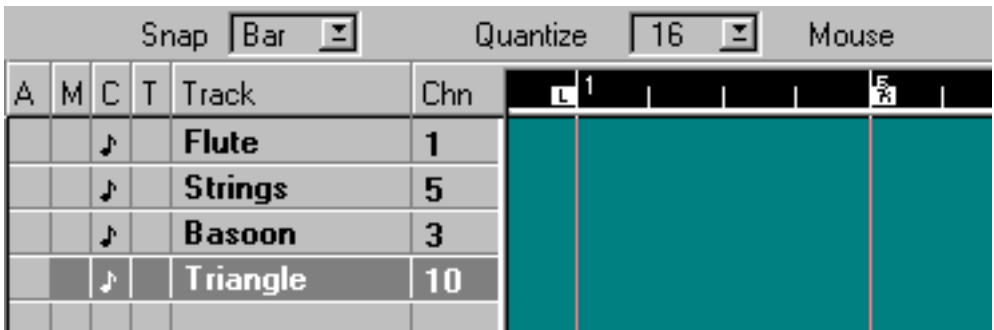 Snap Bar Quantize 16 Mouse
A M C T Track Chn L 1 5
Flute 1
Strings 5
Basoon 3
Triangle 10